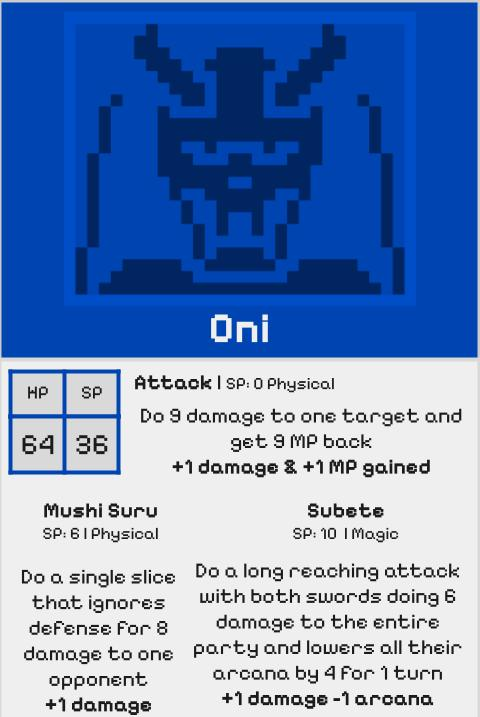 Oni
HP SP
64 36
Attack | SP: 0 Physical
Do 9 damage to one target and
get 9 MP back
+1 damage & +1 MP gained
Mushi Suru
SP: 6 | Physical
Do a single slice
that ignores
defense for 8
damage to one
opponent
+1 damage
Subete
SP: 10 | Magic
Do a long reaching attack
with both swords doing 6
damage to the entire
party and lowers all their
arcana by 4 for 1 turn
+1 damage -1 arcana